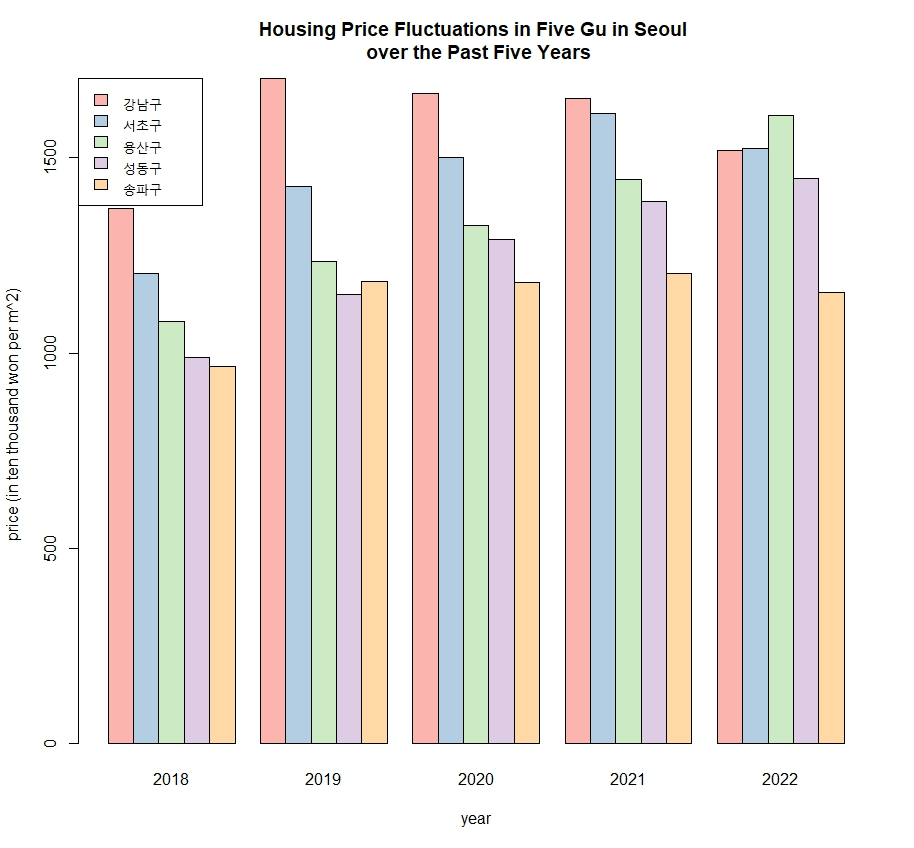 Housing Price Fluctuations in Five Gu in Seoul
over the Past Five Years
강남구
서초구
용산구
성동구
송파구
price (in ten thousand won per m^2)
1500
1000
500
0
2018 2019 2020 2021 2022
year